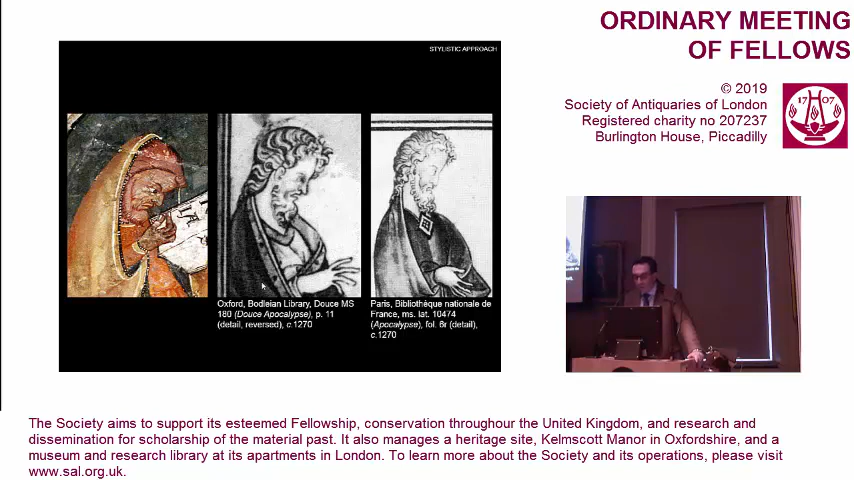 ORDINARY MEETING
OF FELLOWS
© 2019
Society of Antiquaries of London
Registered charity no 207237
Burlington House, Piccadilly
17 07
STYLISTIC APPROACH
Oxford, Bodleian Library, Douce MS
180 (Douce Apocalypse), p. 11
(detail, reversed), c.1270
Paris, Bibliothèque nationale de
France, ms. lat. 10474
(Apocalypse), fol. 6r (detail),
c.1270
The Society aims to support its esteemed Fellowship, conservation throughour the United Kingdom, and research and
dissemination for scholarship of the material past. It also manages a heritage site, Kelmscott Manor in Oxfordshire, and a
museum and research library at its apartments in London. To learn more about the Society and its operations, please visit
www.sal.org.uk.